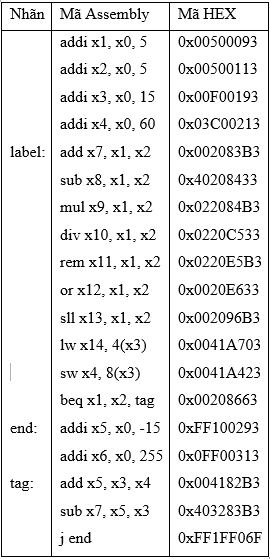 Nhãn Mã Assembly Mã HEX
addi x1, x0, 5 0x00500093
addi x2, x0, 5 0x00500113
addi x3, x0, 15 0x00F00193
addi x4, x0, 60 0x03C00213
label: add x7, x1, x2 0x002083B3
sub x8, x1, x2 0x40208433
mul x9, x1, x2 0x022084B3
div x10, x1, x2 0x0220C533
rem x11, x1, x2 0x0220E5B3
or x12, x1, x2 0x0020E633
sll x13, x1, x2 0x002096B3
lw x14, 4(x3) 0x0041A703
sw x4, 8(x3) 0x0041A423
beq x1, x2, tag 0x00208663
end: addi x5, x0, -15 0xFF100293
addi x6, x0, 255 0x0FF00313
tag: add x5, x3, x4 0x004182B3
sub x7, x5, x3 0x403283B3
j end 0xFF1FF06F